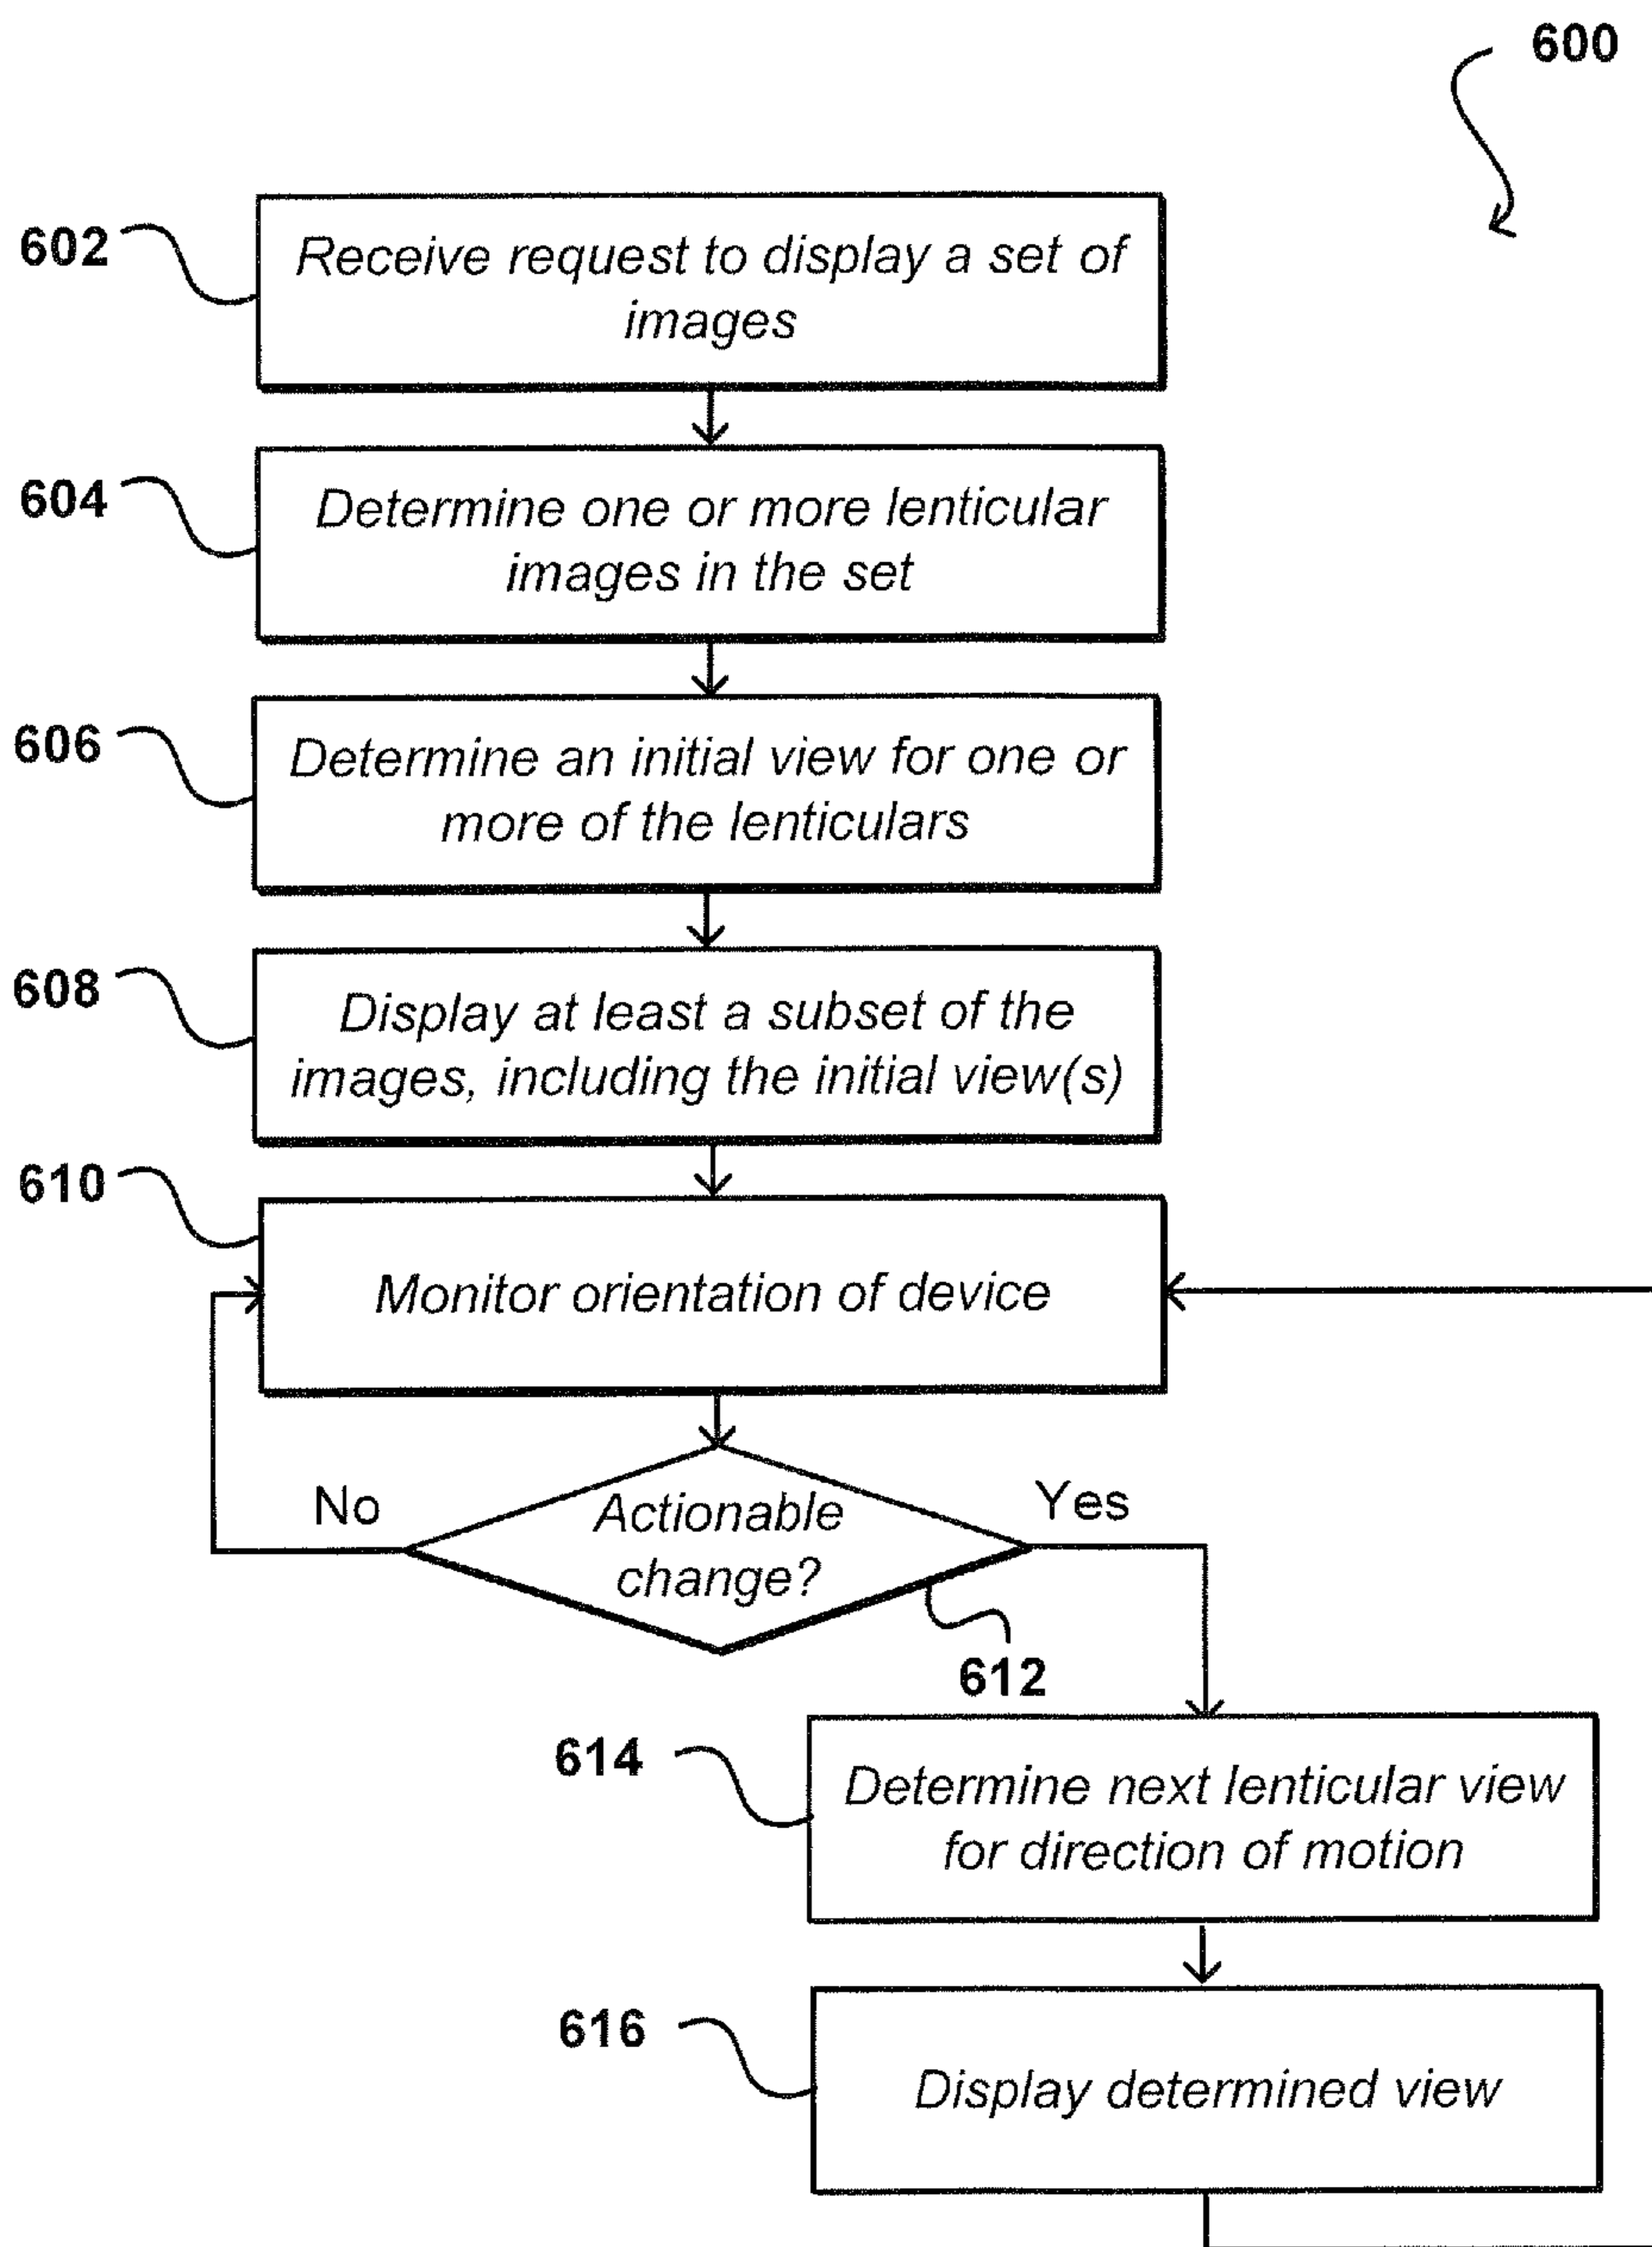 600
602
Receive request to display a set of
images
604
Determine one or more lenticular
images in the set
606
Determine an initial view for one or
more of the lenticulars
608
Display at least a subset of the
images, including the initial view(s)
610
Monitor orientation of device
No
Actionable
change?
Yes
612
614
Determine next lenticular view
for direction of motion
616
Display determined view